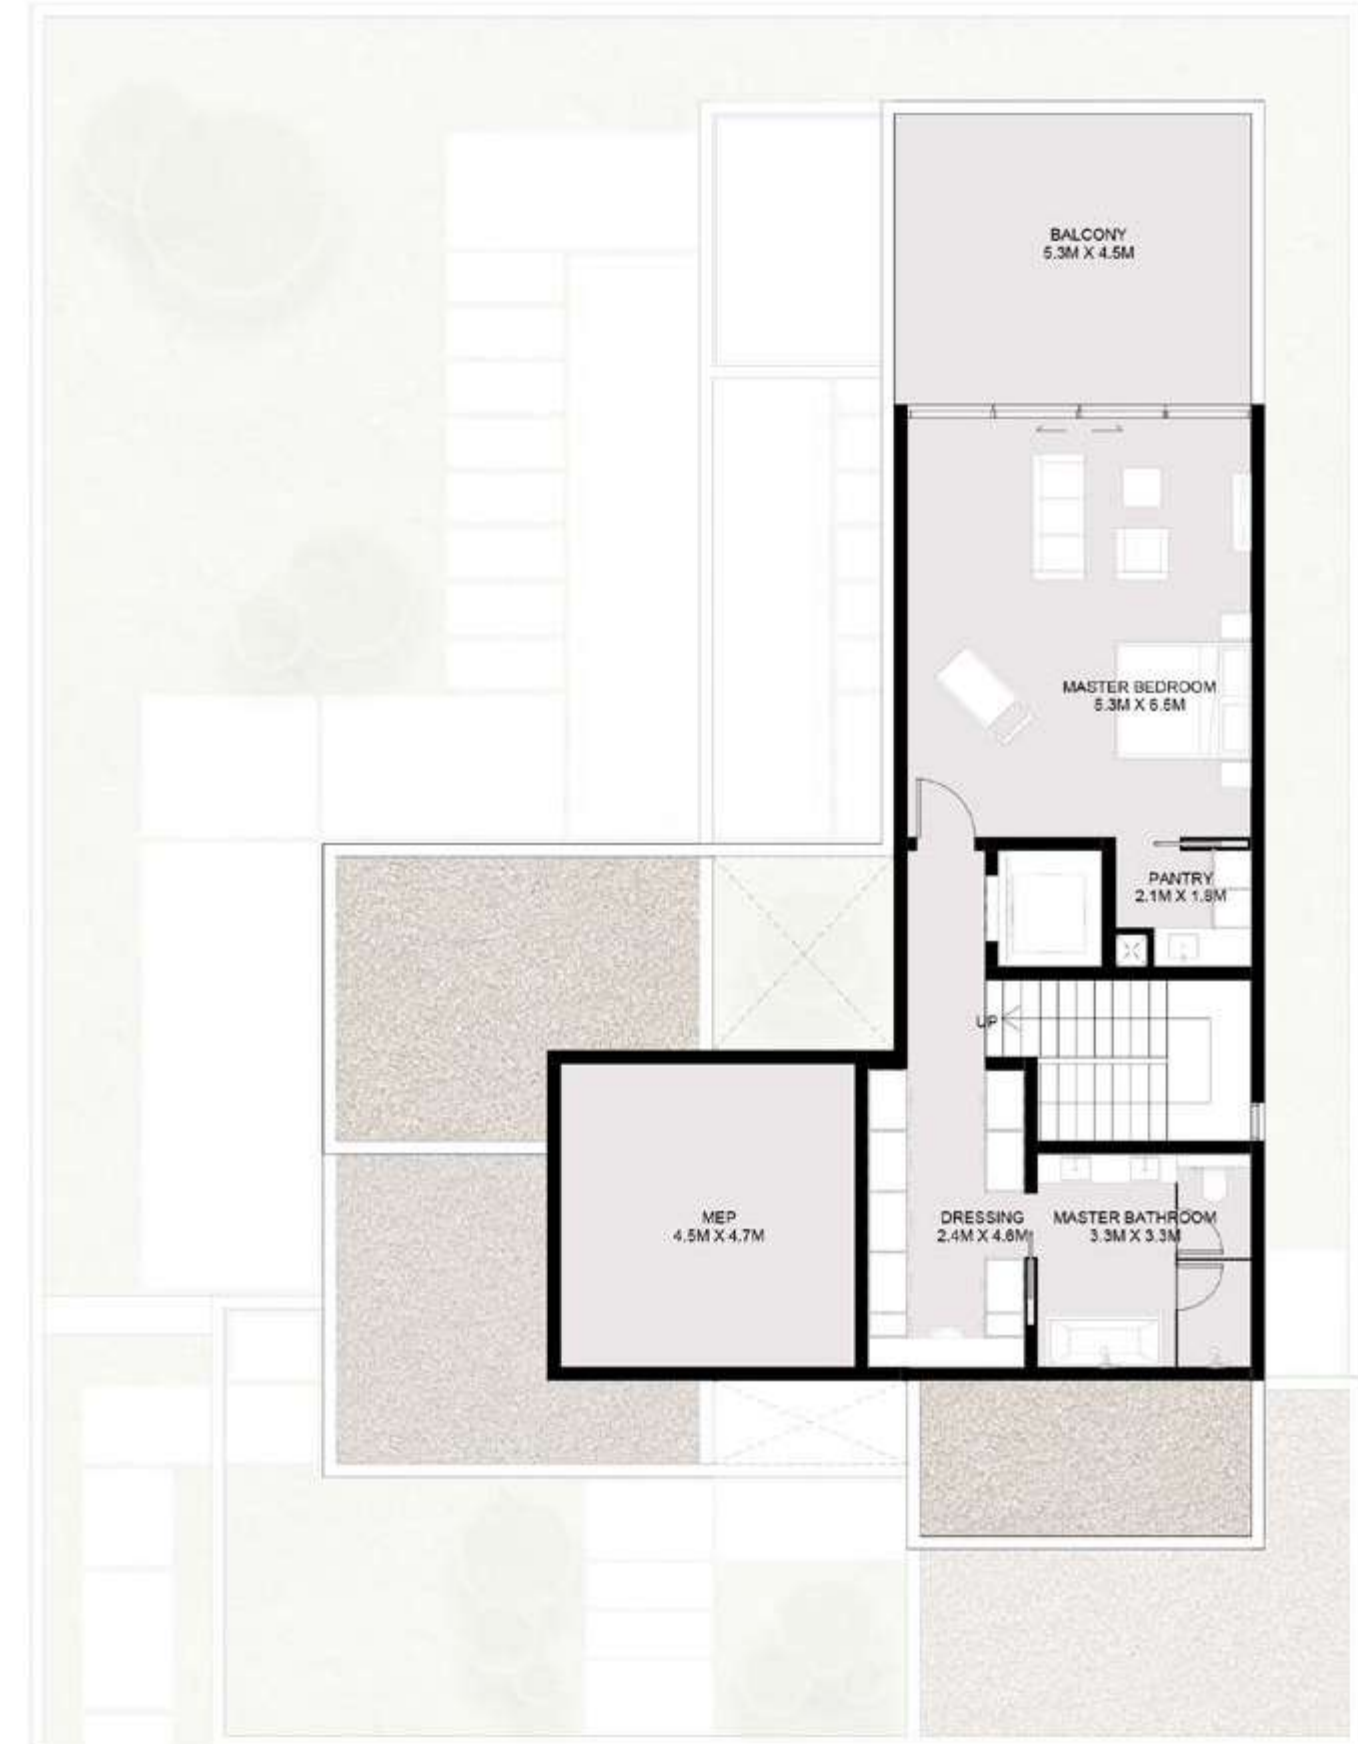 BALCONY
5.3M X 4.5M
MASTER BEDROOM
5.3M X 6.5M
PANTRY
2.1M X 1.8M
UP
MEP
4.5M X 4.7M
DRESSING
2.4M X 4.6M
MASTER BATHROOM
3.3M X 3.3M